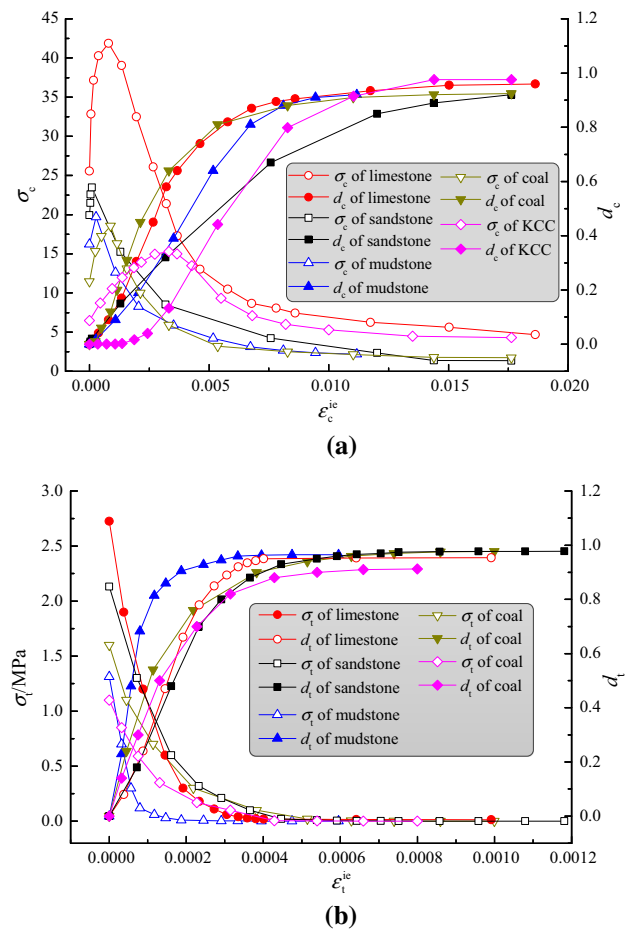 45
40
35
30
25
20
15
10
5
0
σc
1.2
1.0
0.8
0.6
0.4
0.2
0.0
dc
σc of limestone
dc of limestone
σc of sandstone
dc of sandstone
σc of mudstone
dc of mudstone
σc of coal
dc of coal
σc of KCC
dc of KCC
0.000 0.005 0.010 0.015 0.020
εc^ie
(a)
3.0
2.5
2.0
1.5
1.0
0.5
0.0
σt/MPa
1.2
1.0
0.8
0.6
0.4
0.2
0.0
dt
σt of limestone
dt of limestone
σt of sandstone
dt of sandstone
σt of mudstone
dt of mudstone
σt of coal
dt of coal
σt of coal
dt of coal
0.0000 0.0002 0.0004 0.0006 0.0008 0.0010 0.0012
εt^ie
(b)